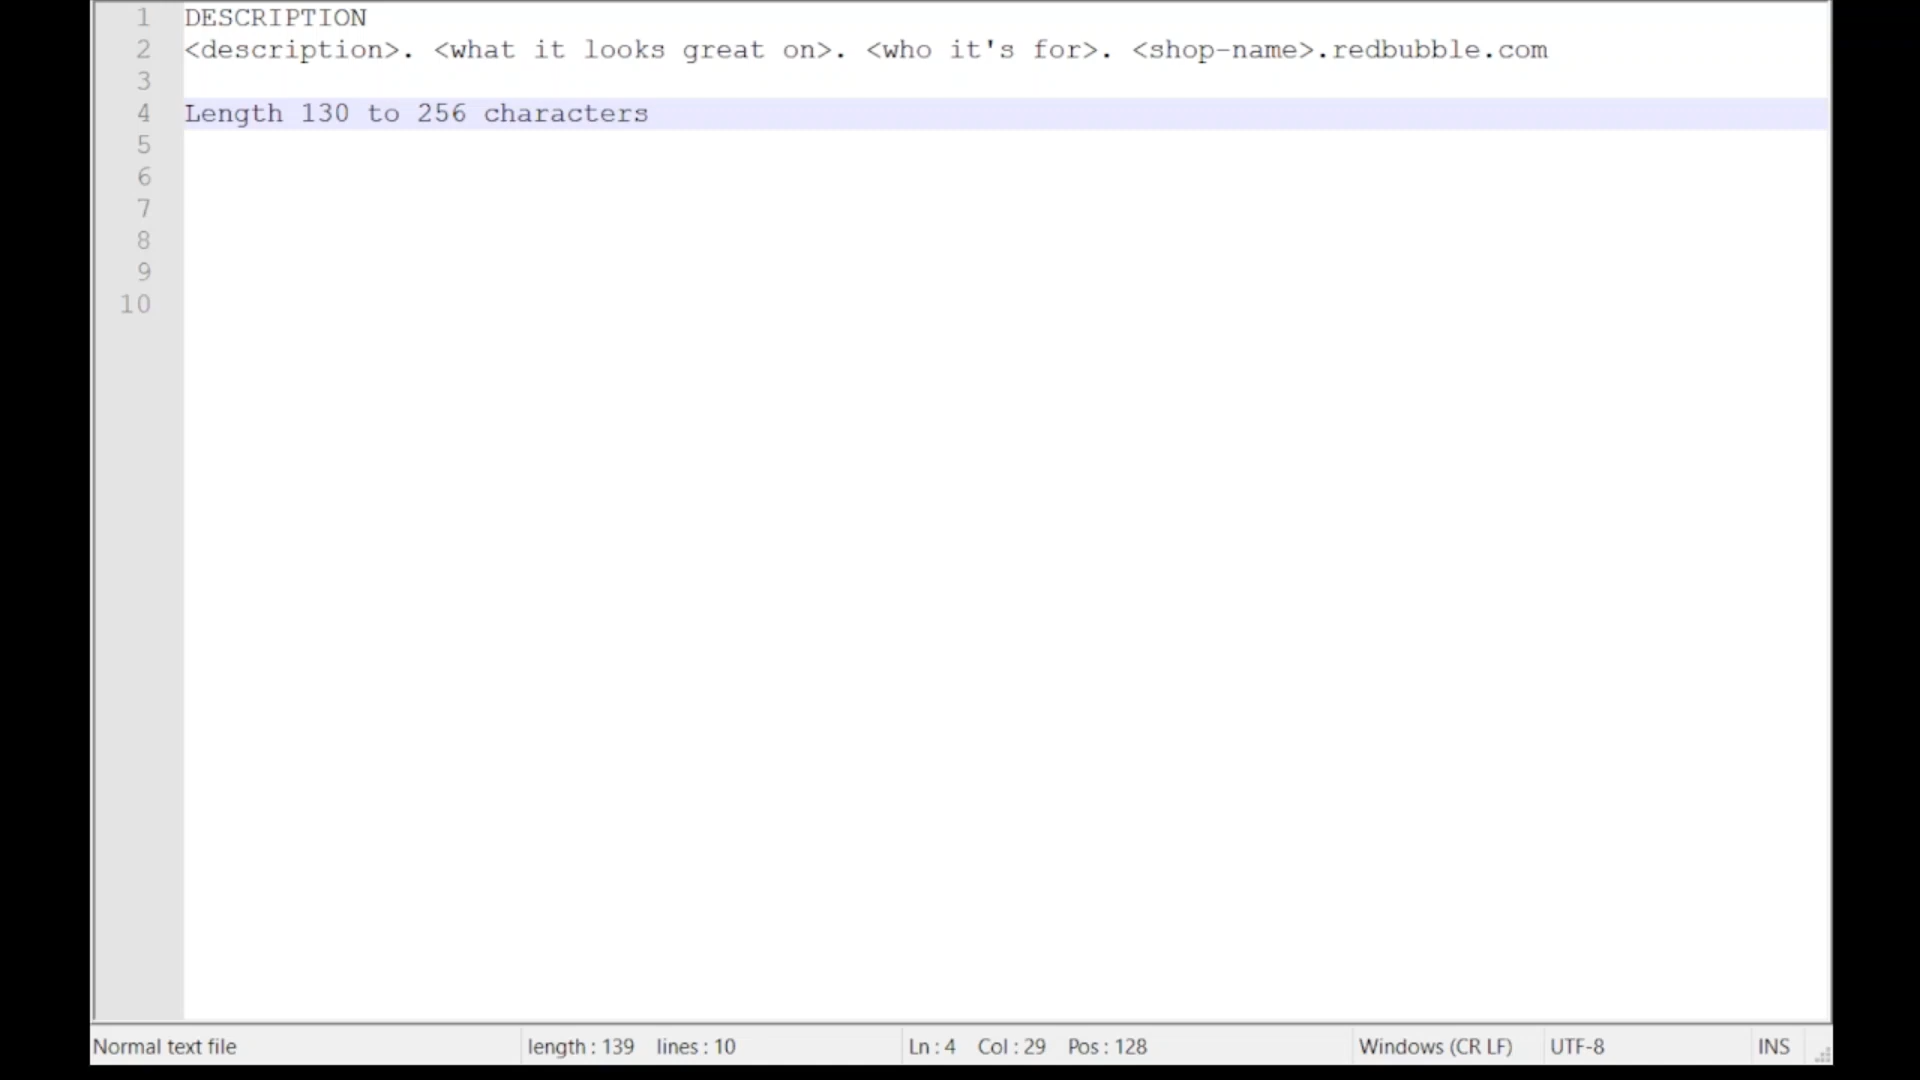 1 DESCRIPTION
2 <description>. <what it looks great on>. <who it's for>. <shop-name>.redbubble.com
3
4 Length 130 to 256 characters
5
6
7
8
9
10
Normal text file length : 139 lines : 10 Ln : 4 Col : 29 Pos : 128 Windows (CR LF) UTF-8 INS